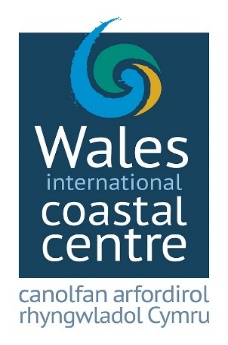 Wales
international
coastal
centre
canolfan arfordirol
rhyngwladol Cymru